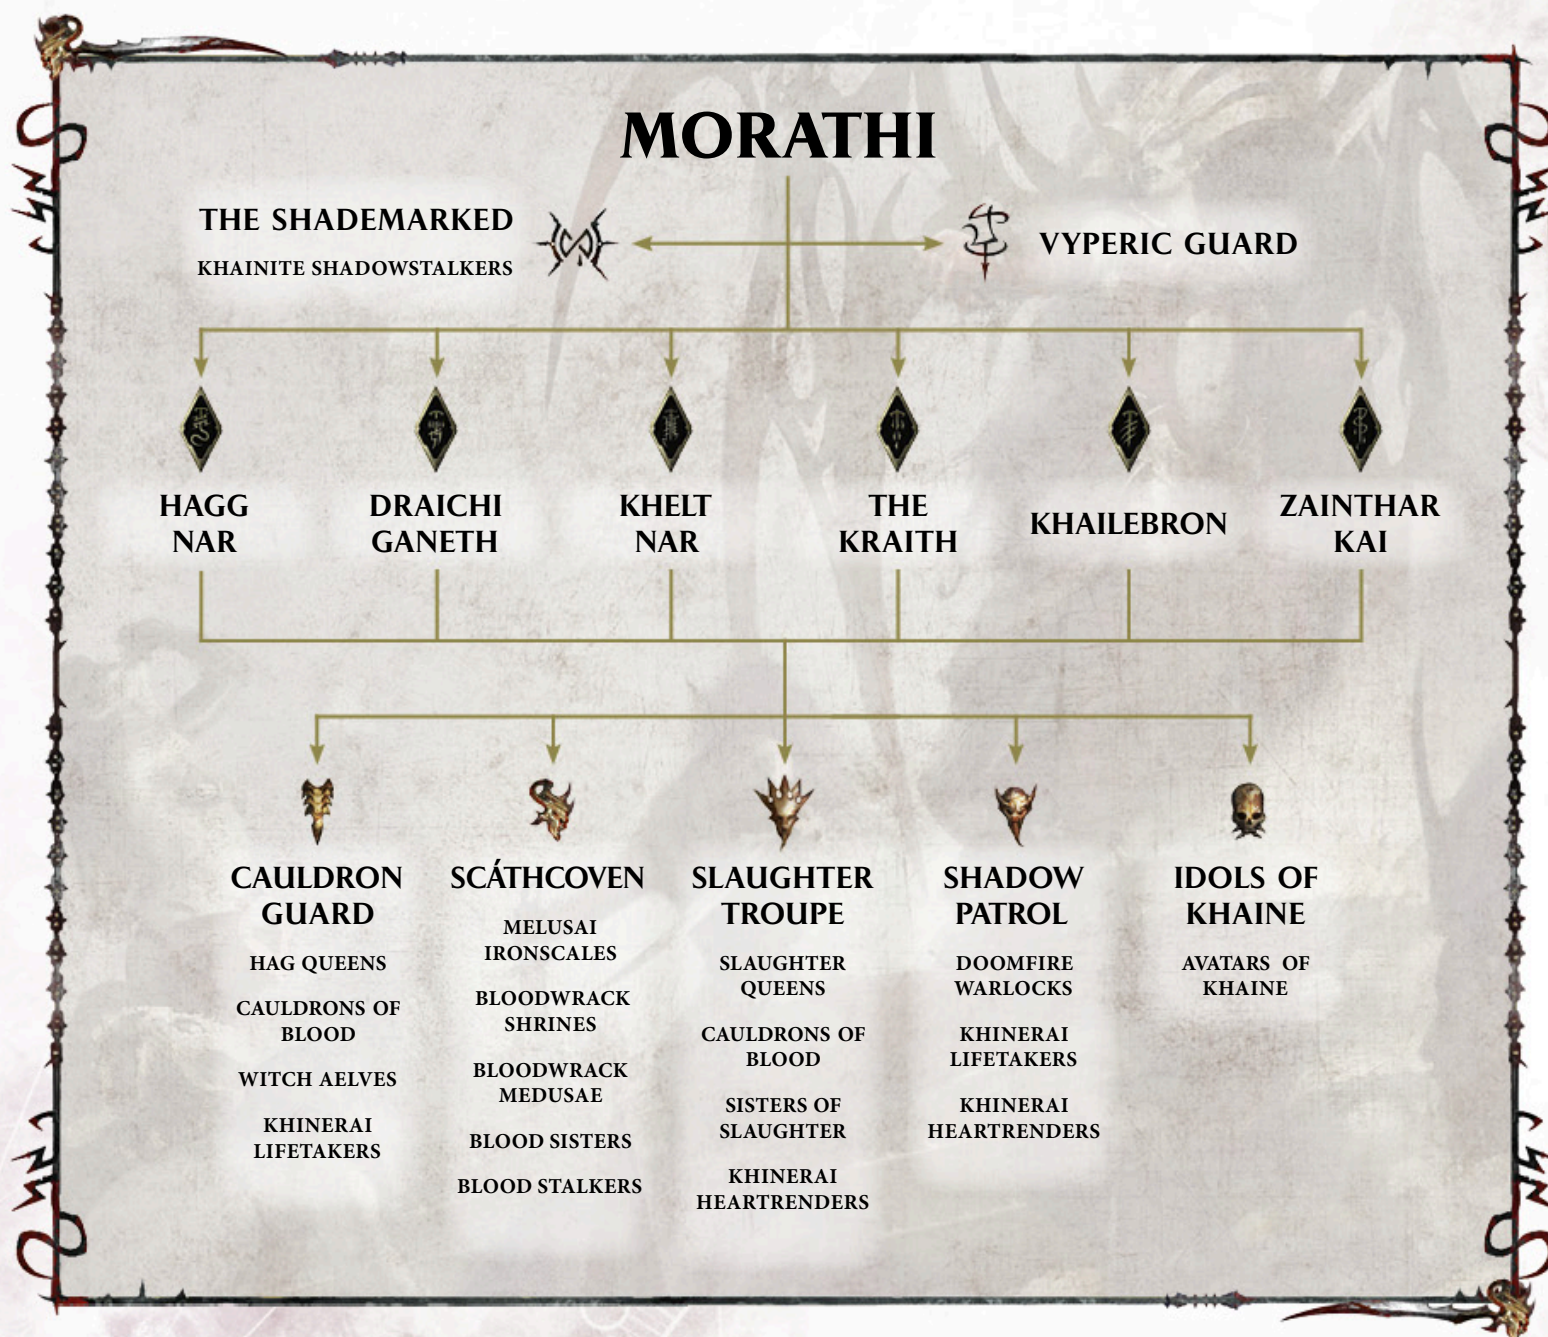 MORATHI
THE SHADEMARKED
KHAINITE SHADOWSTALKERS
VYPERIC GUARD
HAGG
NAR
DRAICHI
GANETH
KHELT
NAR
THE
KRAITH
KHAILEBRON
ZAINTHAR
KAI
CAULDRON
GUARD
HAG QUEENS
CAULDRONS OF
BLOOD
WITCH AELVES
KHINERAI
LIFETAKERS
SCÁTHCOVEN
MELUSAI
IRONSCALES
BLOODWRACK
SHRINES
BLOODWRACK
MEDUSAE
BLOOD SISTERS
BLOOD STALKERS
SLAUGHTER
TROUPE
SLAUGHTER
QUEENS
CAULDRONS OF
BLOOD
SISTERS OF
SLAUGHTER
KHINERAI
HEARTRENDERS
SHADOW
PATROL
DOOMFIRE
WARLOCKS
KHINERAI
LIFETAKERS
KHINERAI
HEARTRENDERS
IDOLS OF
KHAINE
AVATARS OF
KHAINE